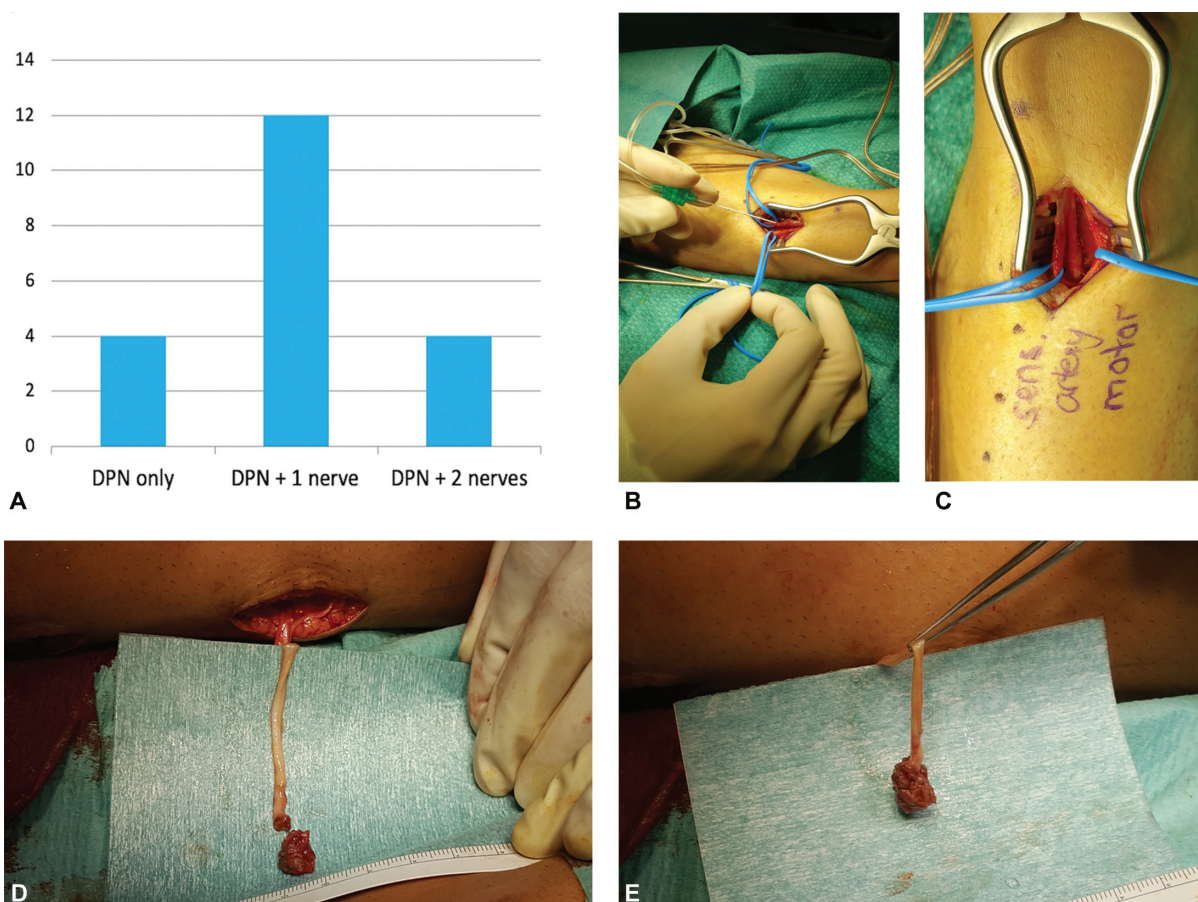 14
12
10
8
6
4
2
0
DPN only
DPN + 1 nerve
DPN + 2 nerves
A
B
C
sens.
artery
motor
D
E